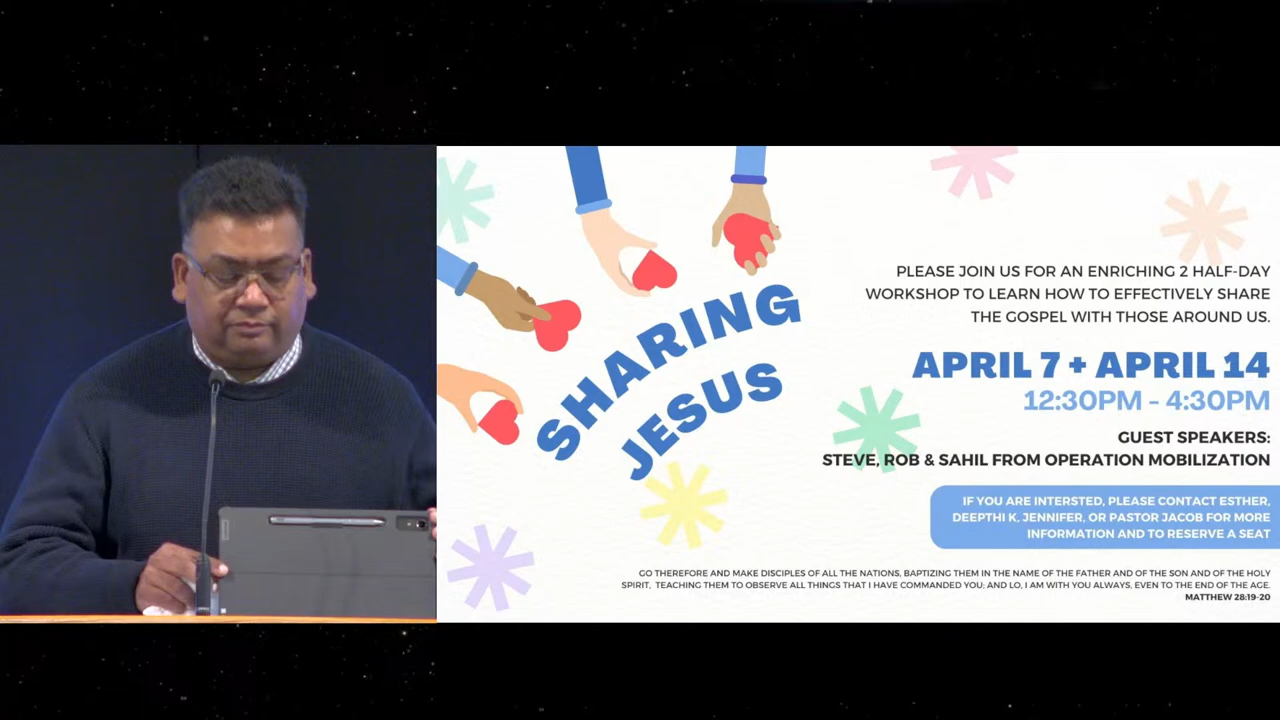 SHARING
JESUS
PLEASE JOIN US FOR AN ENRICHING 2 HALF-DAY
WORKSHOP TO LEARN HOW TO EFFECTIVELY SHARE
THE GOSPEL WITH THOSE AROUND US.
APRIL 7 + APRIL 14
12:30PM - 4:30PM
GUEST SPEAKERS:
STEVE, ROB & SAHIL FROM OPERATION MOBILIZATION
IF YOU ARE INTERSTED, PLEASE CONTACT ESTHER,
DEEPTHI K, JENNIFER, OR PASTOR JACOB FOR MORE
INFORMATION AND TO RESERVE A SEAT
GO THEREFORE AND MAKE DISCIPLES OF ALL THE NATIONS, BAPTIZING THEM IN THE NAME OF THE FATHER AND OF THE SON AND OF THE HOLY
SPIRIT, TEACHING THEM TO OBSERVE ALL THINGS THAT I HAVE COMMANDED YOU; AND LO, I AM WITH YOU ALWAYS, EVEN TO THE END OF THE AGE.
MATTHEW 28:19-20